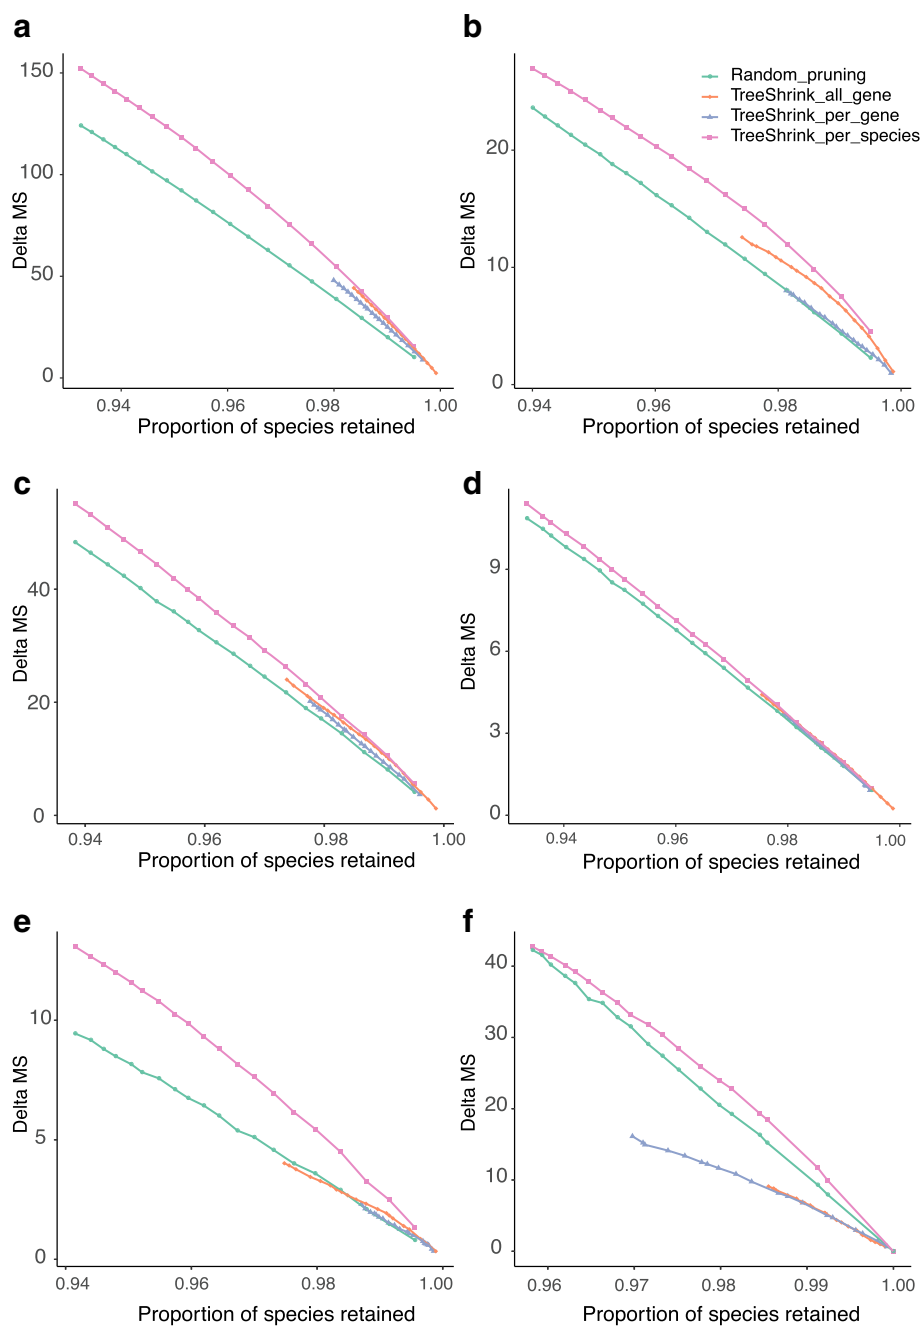 a
150
100
50
0
Delta MS
0.94 0.96 0.98 1.00
Proportion of species retained
b
Random_pruning
TreeShrink_all_gene
TreeShrink_per_gene
TreeShrink_per_species
20
10
0
Delta MS
0.94 0.96 0.98 1.00
Proportion of species retained
c
40
20
0
Delta MS
0.94 0.96 0.98 1.00
Proportion of species retained
d
9
6
3
0
Delta MS
0.94 0.96 0.98 1.00
Proportion of species retained
e
10
5
0
Delta MS
0.94 0.96 0.98 1.00
Proportion of species retained
f
40
30
20
10
0
Delta MS
0.96 0.97 0.98 0.99 1.00
Proportion of species retained